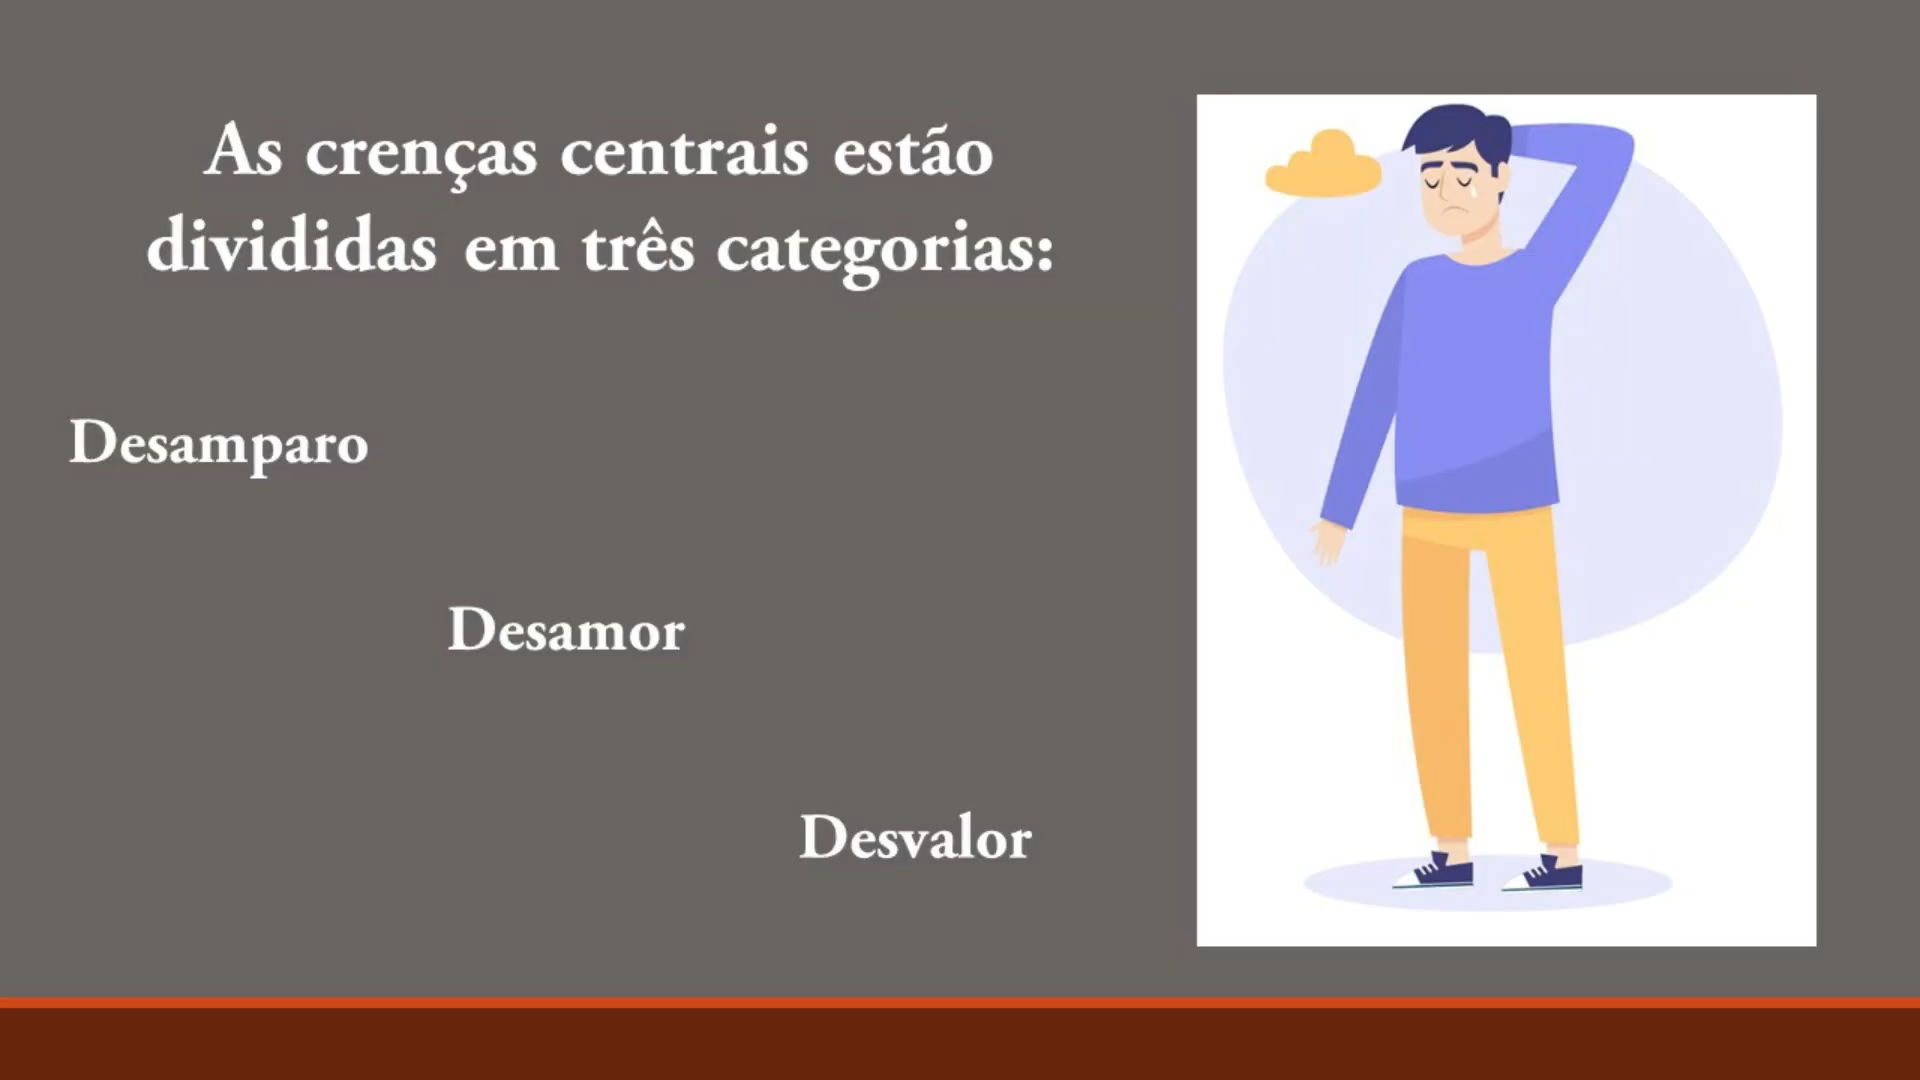 As crenças centrais estão
divididas em três categorias:
Desamparo
Desamor
Desvalor